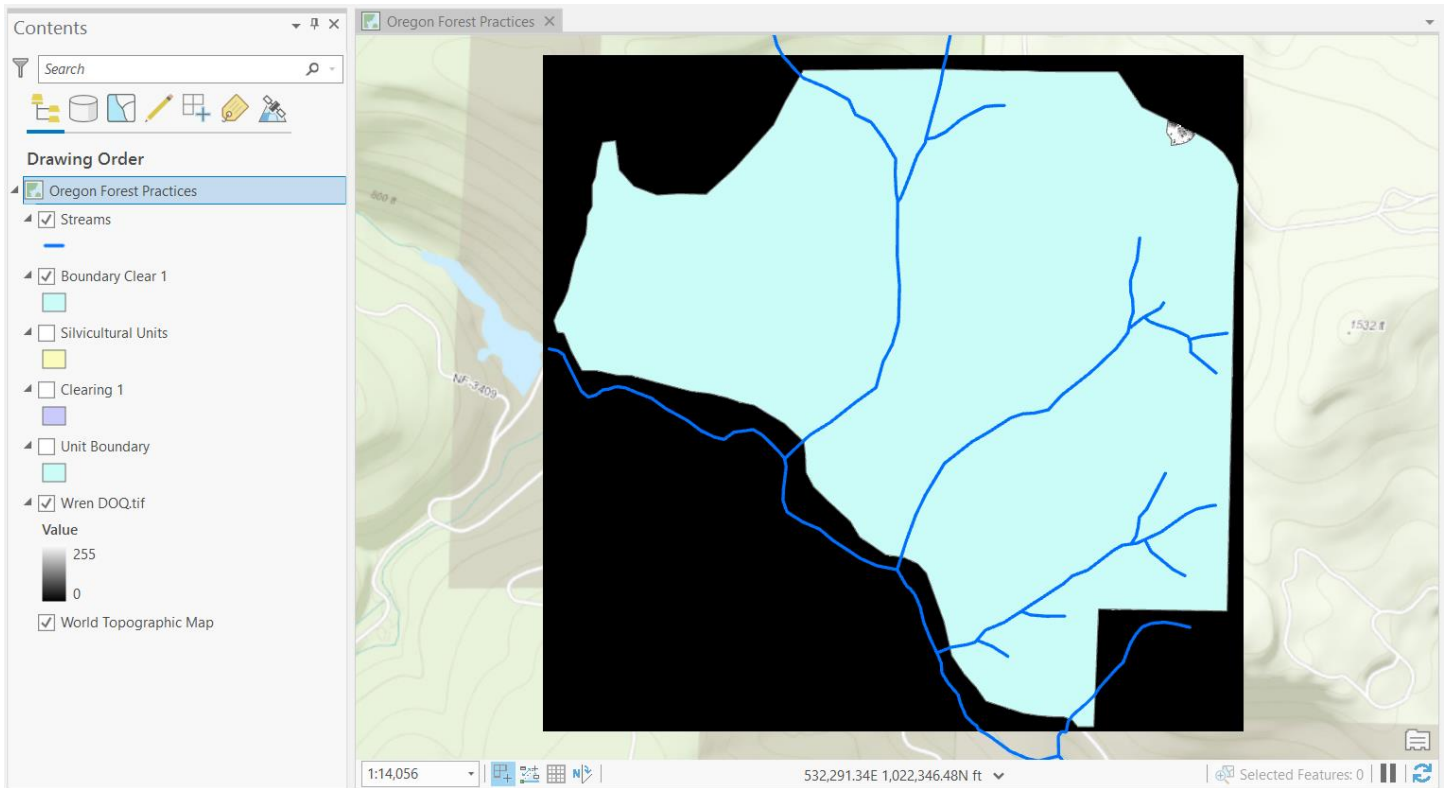 Contents
Search
Drawing Order
Oregon Forest Practices
Streams
Boundary Clear 1
Silvicultural Units
Clearing 1
Unit Boundary
Wren DOQ.tif
Value
255
0
World Topographic Map
Oregon Forest Practices
800 ft
NF-3409
1532 ft
1:14,056
N
532,291.34E 1,022,346.48N ft
Selected Features: 0